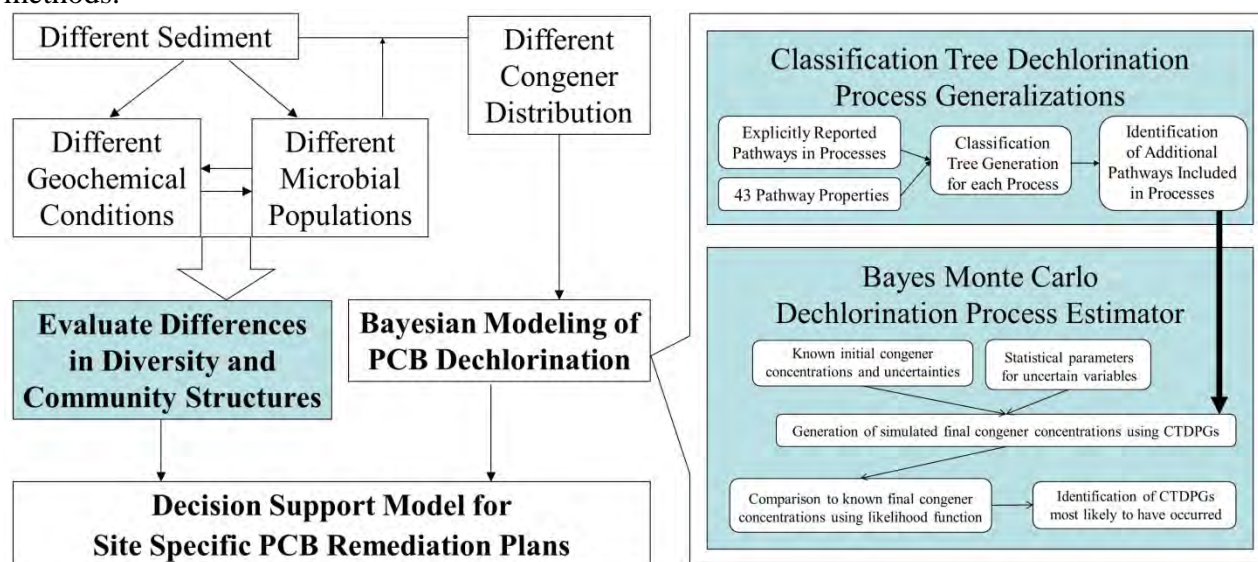 methods.
Different Sediment
Different
Congener
Distribution
Different
Geochemical
Conditions
Different
Microbial
Populations
Evaluate Differences
in Diversity and
Community Structures
Bayesian Modeling of
PCB Dechlorination
Decision Support Model for
Site Specific PCB Remediation Plans
Classification Tree Dechlorination
Process Generalizations
Explicitly Reported
Pathways in Processes
43 Pathway Properties
Classification
Tree Generation
for each Process
Identification
of Additional
Pathways Included
in Processes
Bayes Monte Carlo
Dechlorination Process Estimator
Known initial congener
concentrations and uncertainties
Statistical parameters
for uncertain variables
Generation of simulated final congener concentrations using CTDPGs
Comparison to known final congener
concentrations using likelihood function
Identification of CTDPGs
most likely to have occurred